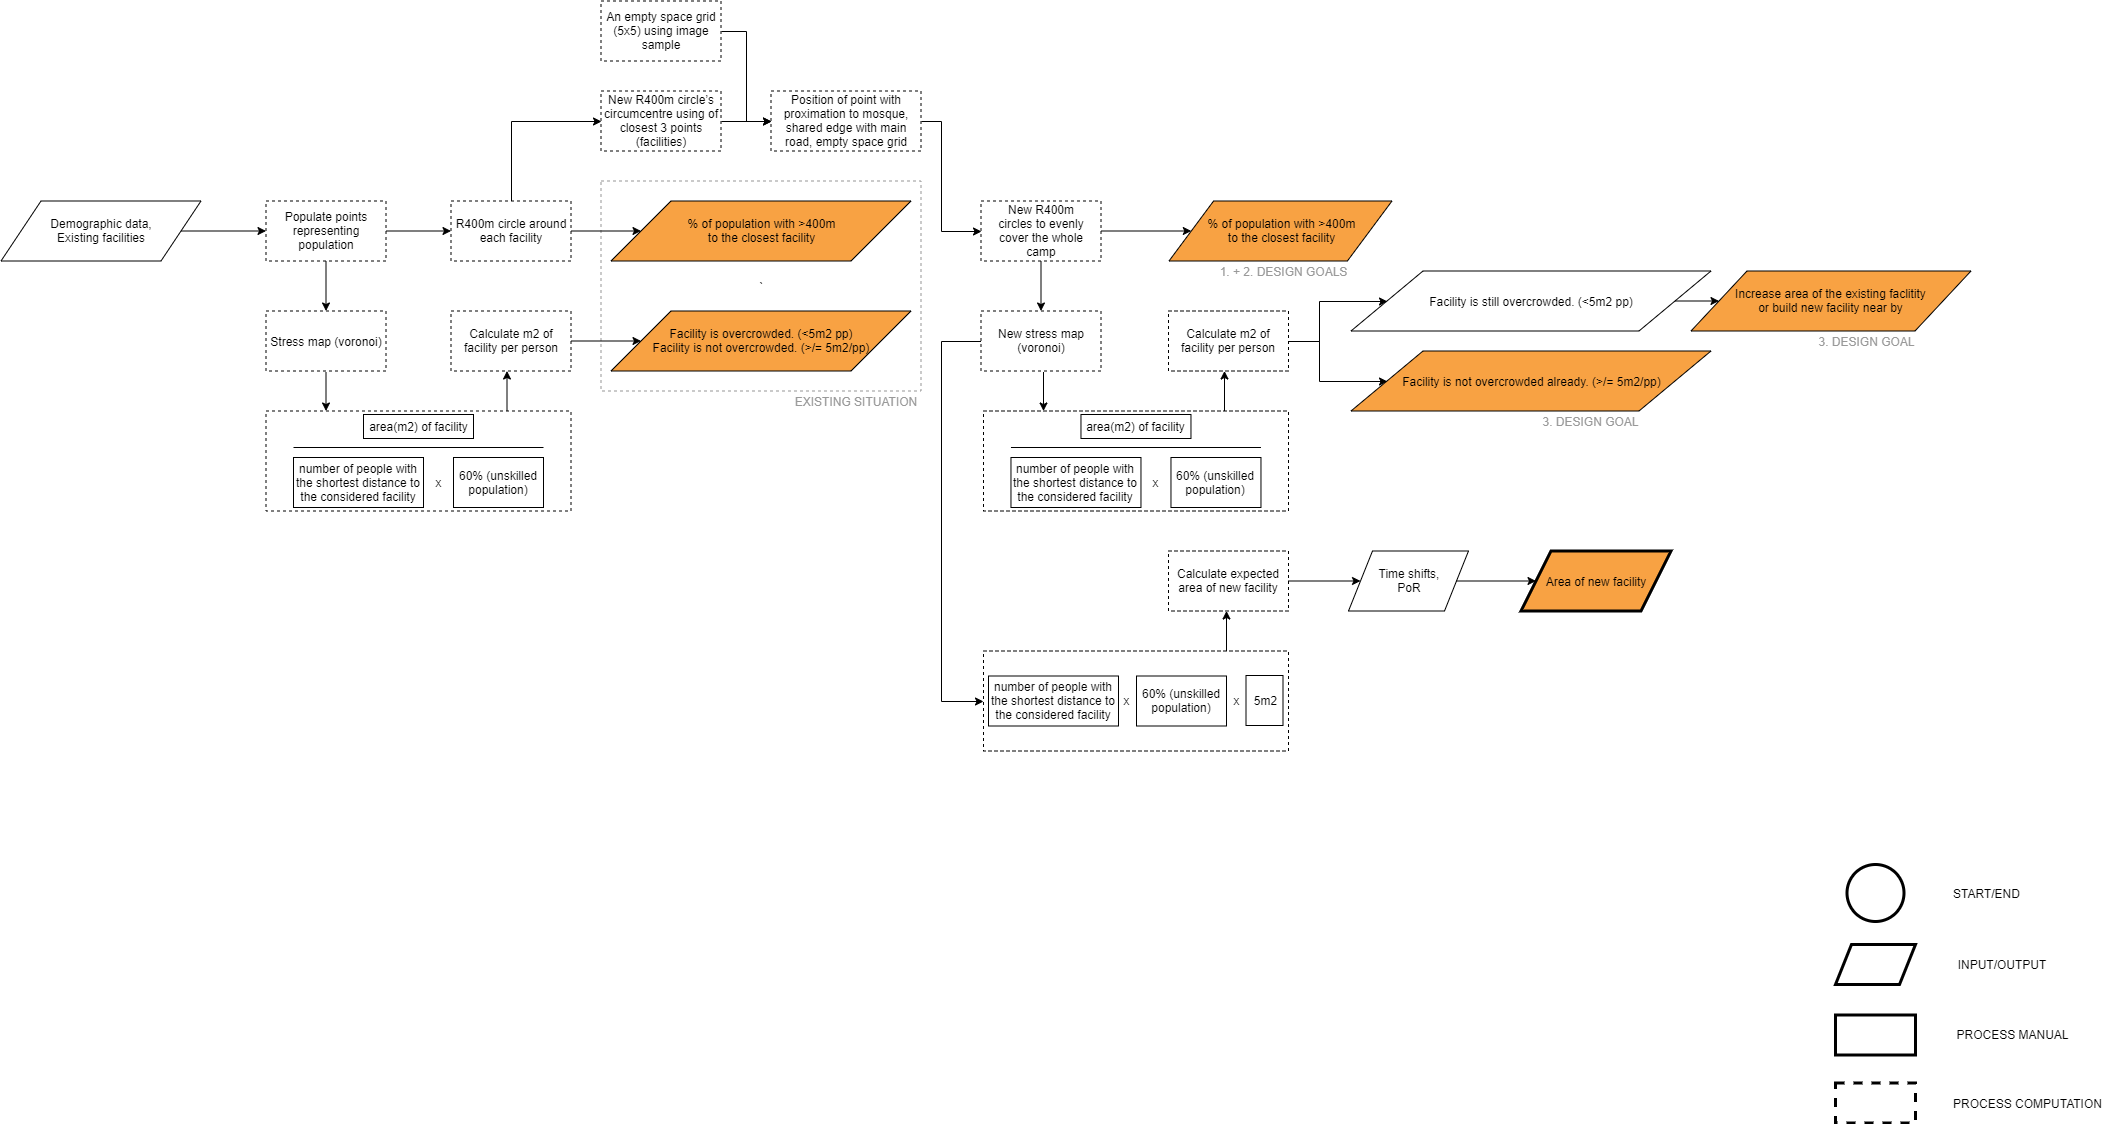 An empty space grid
(5x5) using image
sample
New R400m circle's
circumcentre using of
closest 3 points
(facilities)
Position of point with
proximation to mosque,
shared edge with main
road, empty space grid
Demographic data,
Existing facilities
Populate points
representing
population
R400m circle around
each facility
% of population with >400m
to the closest facility
`
New R400m
circles to evenly
cover the whole
camp
% of population with >400m
to the closest facility
1. + 2. DESIGN GOALS
Stress map (voronoi)
Calculate m2 of
facility per person
Facility is overcrowded. (<5m2 pp)
Facility is not overcrowded. (>/= 5m2/pp)
EXISTING SITUATION
New stress map
(voronoi)
Calculate m2 of
facility per person
Facility is still overcrowded. (<5m2 pp)
Increase area of the existing facltity
or build new facility near by
3. DESIGN GOAL
Facility is not overcrowded already. (>/= 5m2/pp)
3. DESIGN GOAL
area(m2) of facility
number of people with
the shortest distance to
the considered facility
x
60% (unskilled
population)
area(m2) of facility
number of people with
the shortest distance to
the considered facility
x
60% (unskilled
population)
Calculate expected
area of new facility
Time shifts,
PoR
Area of new facility
number of people with
the shortest distance to
the considered facility
x
60% (unskilled
population)
x
5m2
START/END
INPUT/OUTPUT
PROCESS MANUAL
PROCESS COMPUTATION